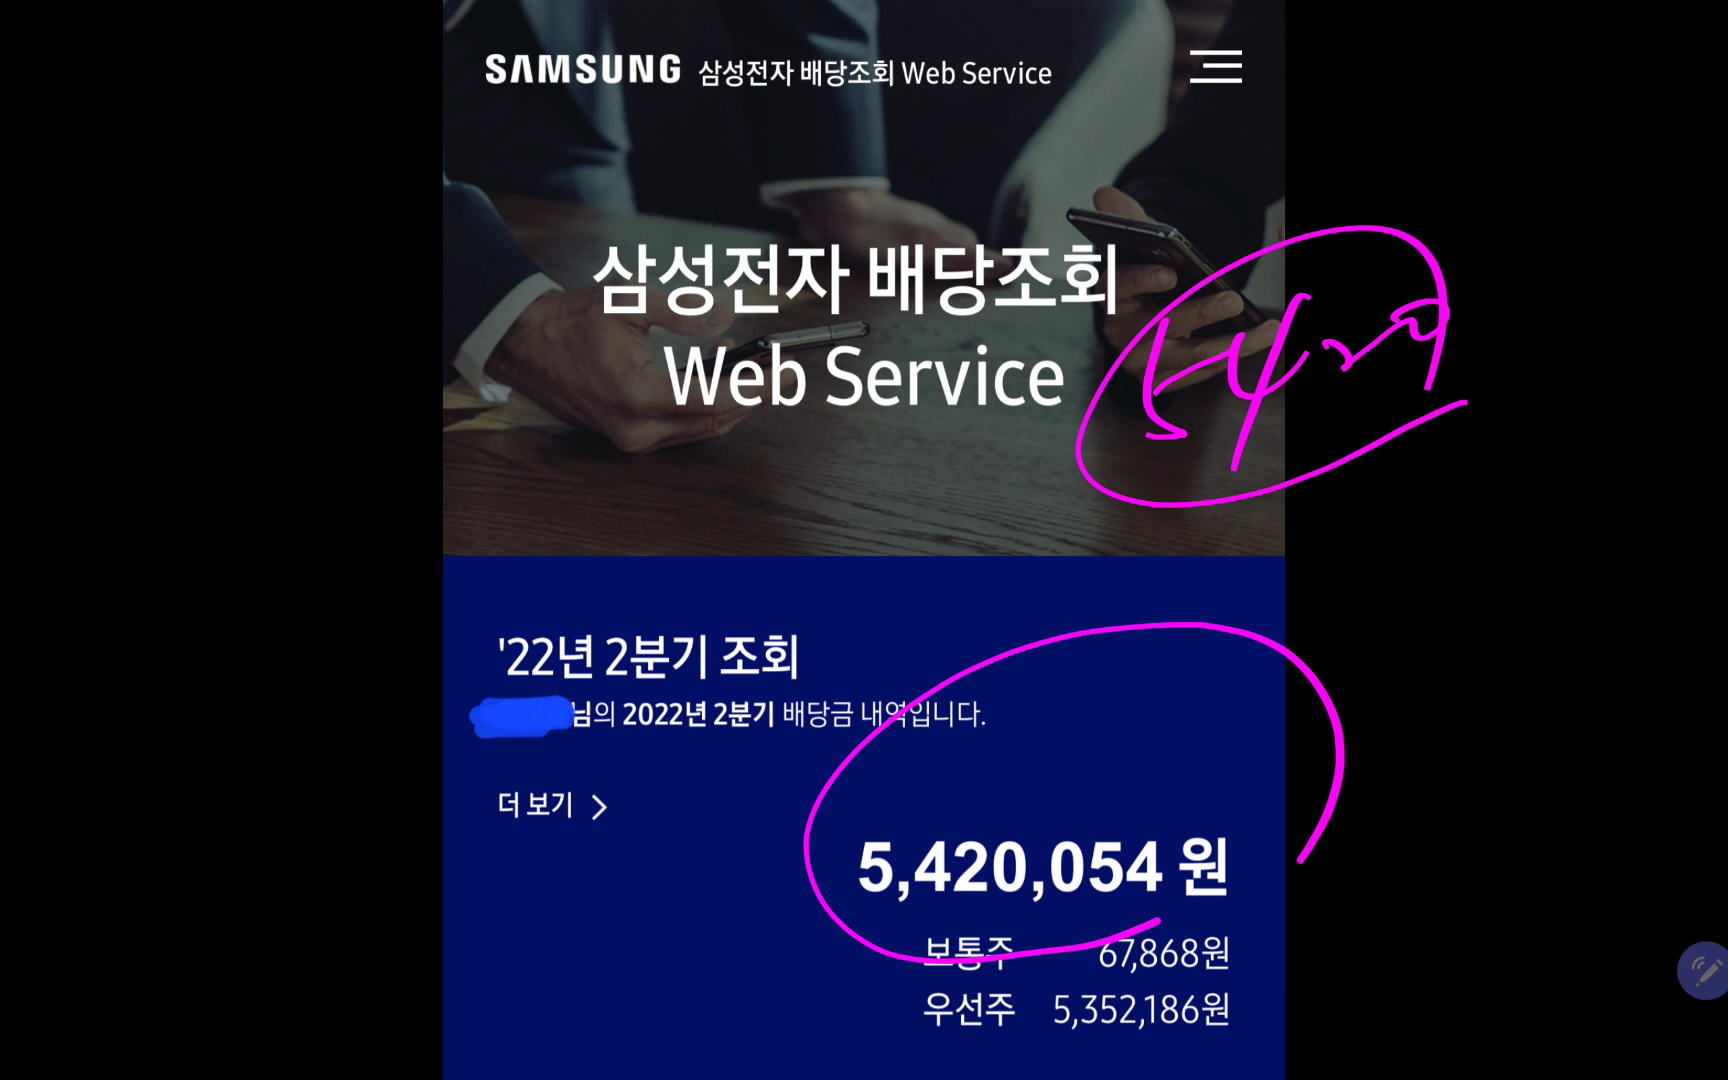 SAMSUNG 삼성전자 배당조회 Web Service
삼성전자 배당조회
Web Service
'22년 2분기 조회
님의 2022년 2분기 배당금 내역입니다.
더 보기
5,420,054 원
보통주 67,868원
우선주 5,352,186원